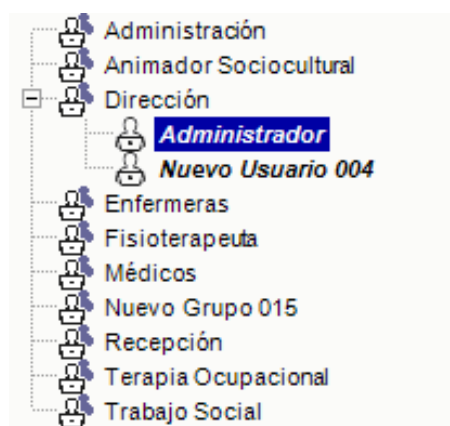 Administración
Animador Sociocultural
Dirección
Administrador
Nuevo Usuario 004
Enfermeras
Fisioterapeuta
Médicos
Nuevo Grupo 015
Recepción
Terapia Ocupacional
Trabajo Social